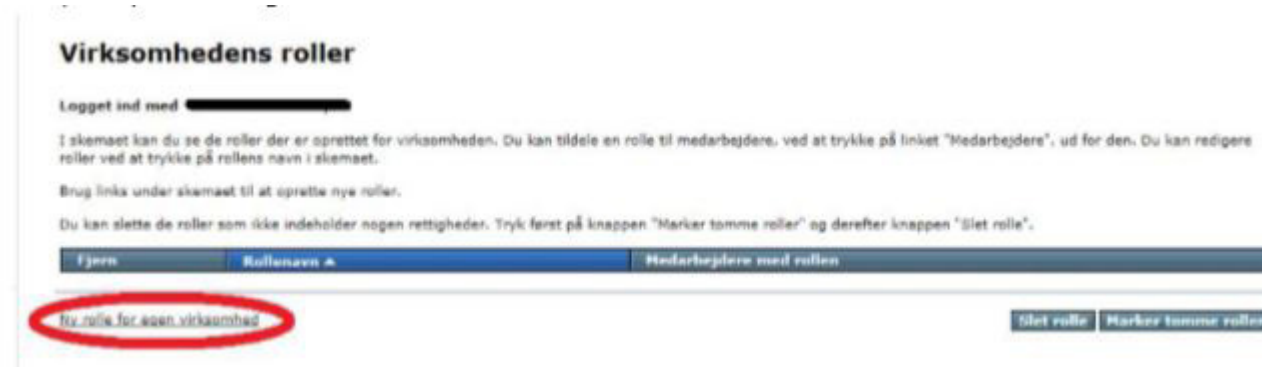 Virksomhedens roller
Logget ind med
I skemaet kan du se de roller der er oprettet for virksomheden. Du kan tildele en rolle til medarbejdere, ved at trykke på linket "Medarbejdere", ud for den. Du kan redigere
roller ved at trykke på rollens navn i skemaet.
Brug links under skemaet til at oprette nye roller.
Du kan slette de roller som ikke indeholder nogen rettigheder. Tryk først på knappen "Marker tomme roller" og derefter knappen "Slet rolle".
Fjern Rollenavn Medarbejdere med rollen
Ny rolle for egen virksomhed Slet rolle Marker tomme roller